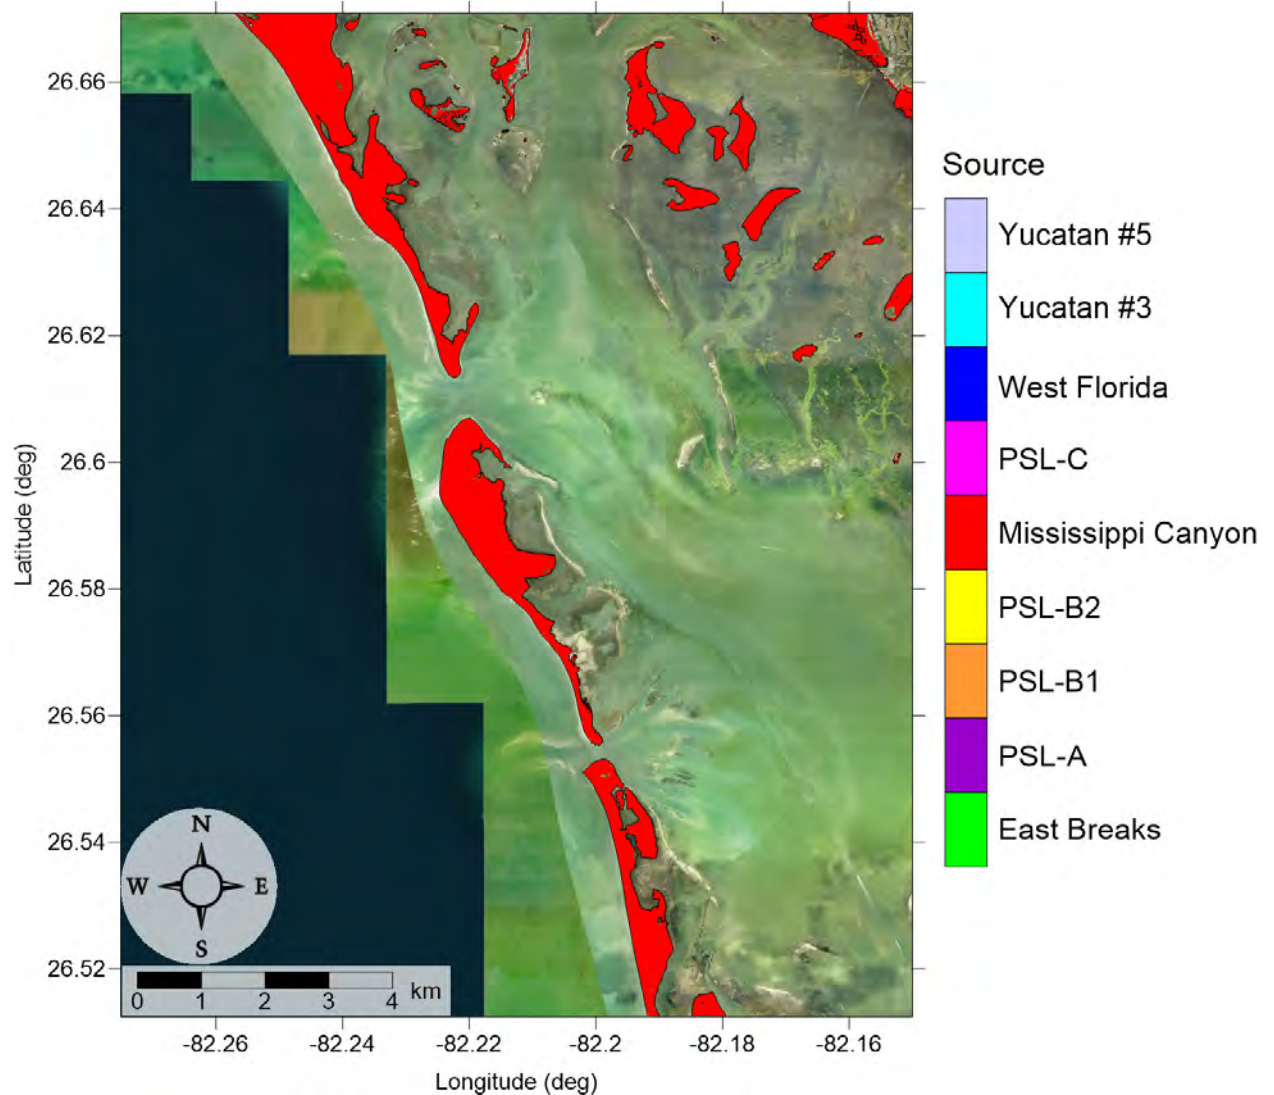 26.66
26.64
26.62
26.6
26.58
26.56
26.54
26.52
Latitude (deg)
N
W
E
S
0
1
2
3
4
km
-82.26
-82.24
-82.22
-82.2
-82.18
-82.16
Longitude (deg)
Source
Yucatan #5
Yucatan #3
West Florida
PSL-C
Mississippi Canyon
PSL-B2
PSL-B1
PSL-A
East Breaks